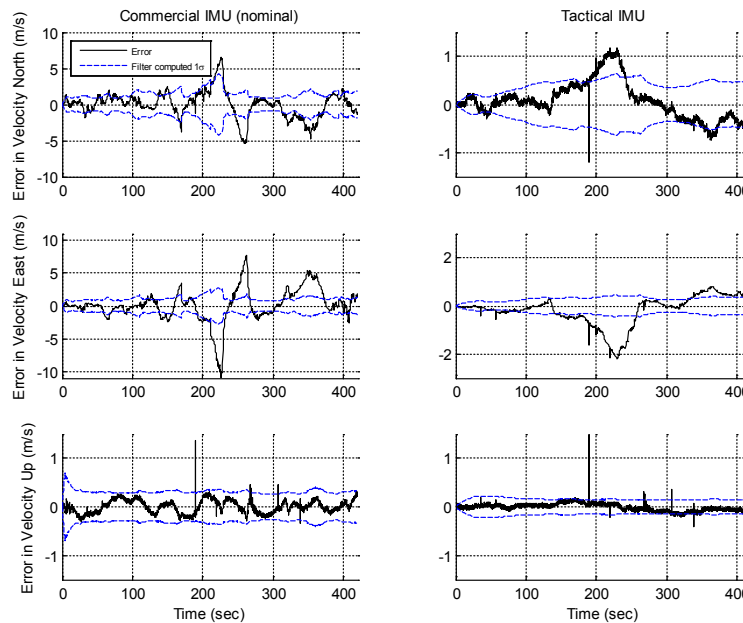 Commercial IMU (nominal)
Tactical IMU
Error in Velocity North (m/s)
10
5
0
-5
-10
Error
Filter computed 1σ
0 100 200 300 400
1
0
-1
0 100 200 300 400
Error in Velocity East (m/s)
10
5
0
-5
-10
0 100 200 300 400
2
0
-2
0 100 200 300 400
Error in Velocity Up (m/s)
1
0
-1
0 100 200 300 400
Time (sec)
1
0
-1
0 100 200 300 400
Time (sec)